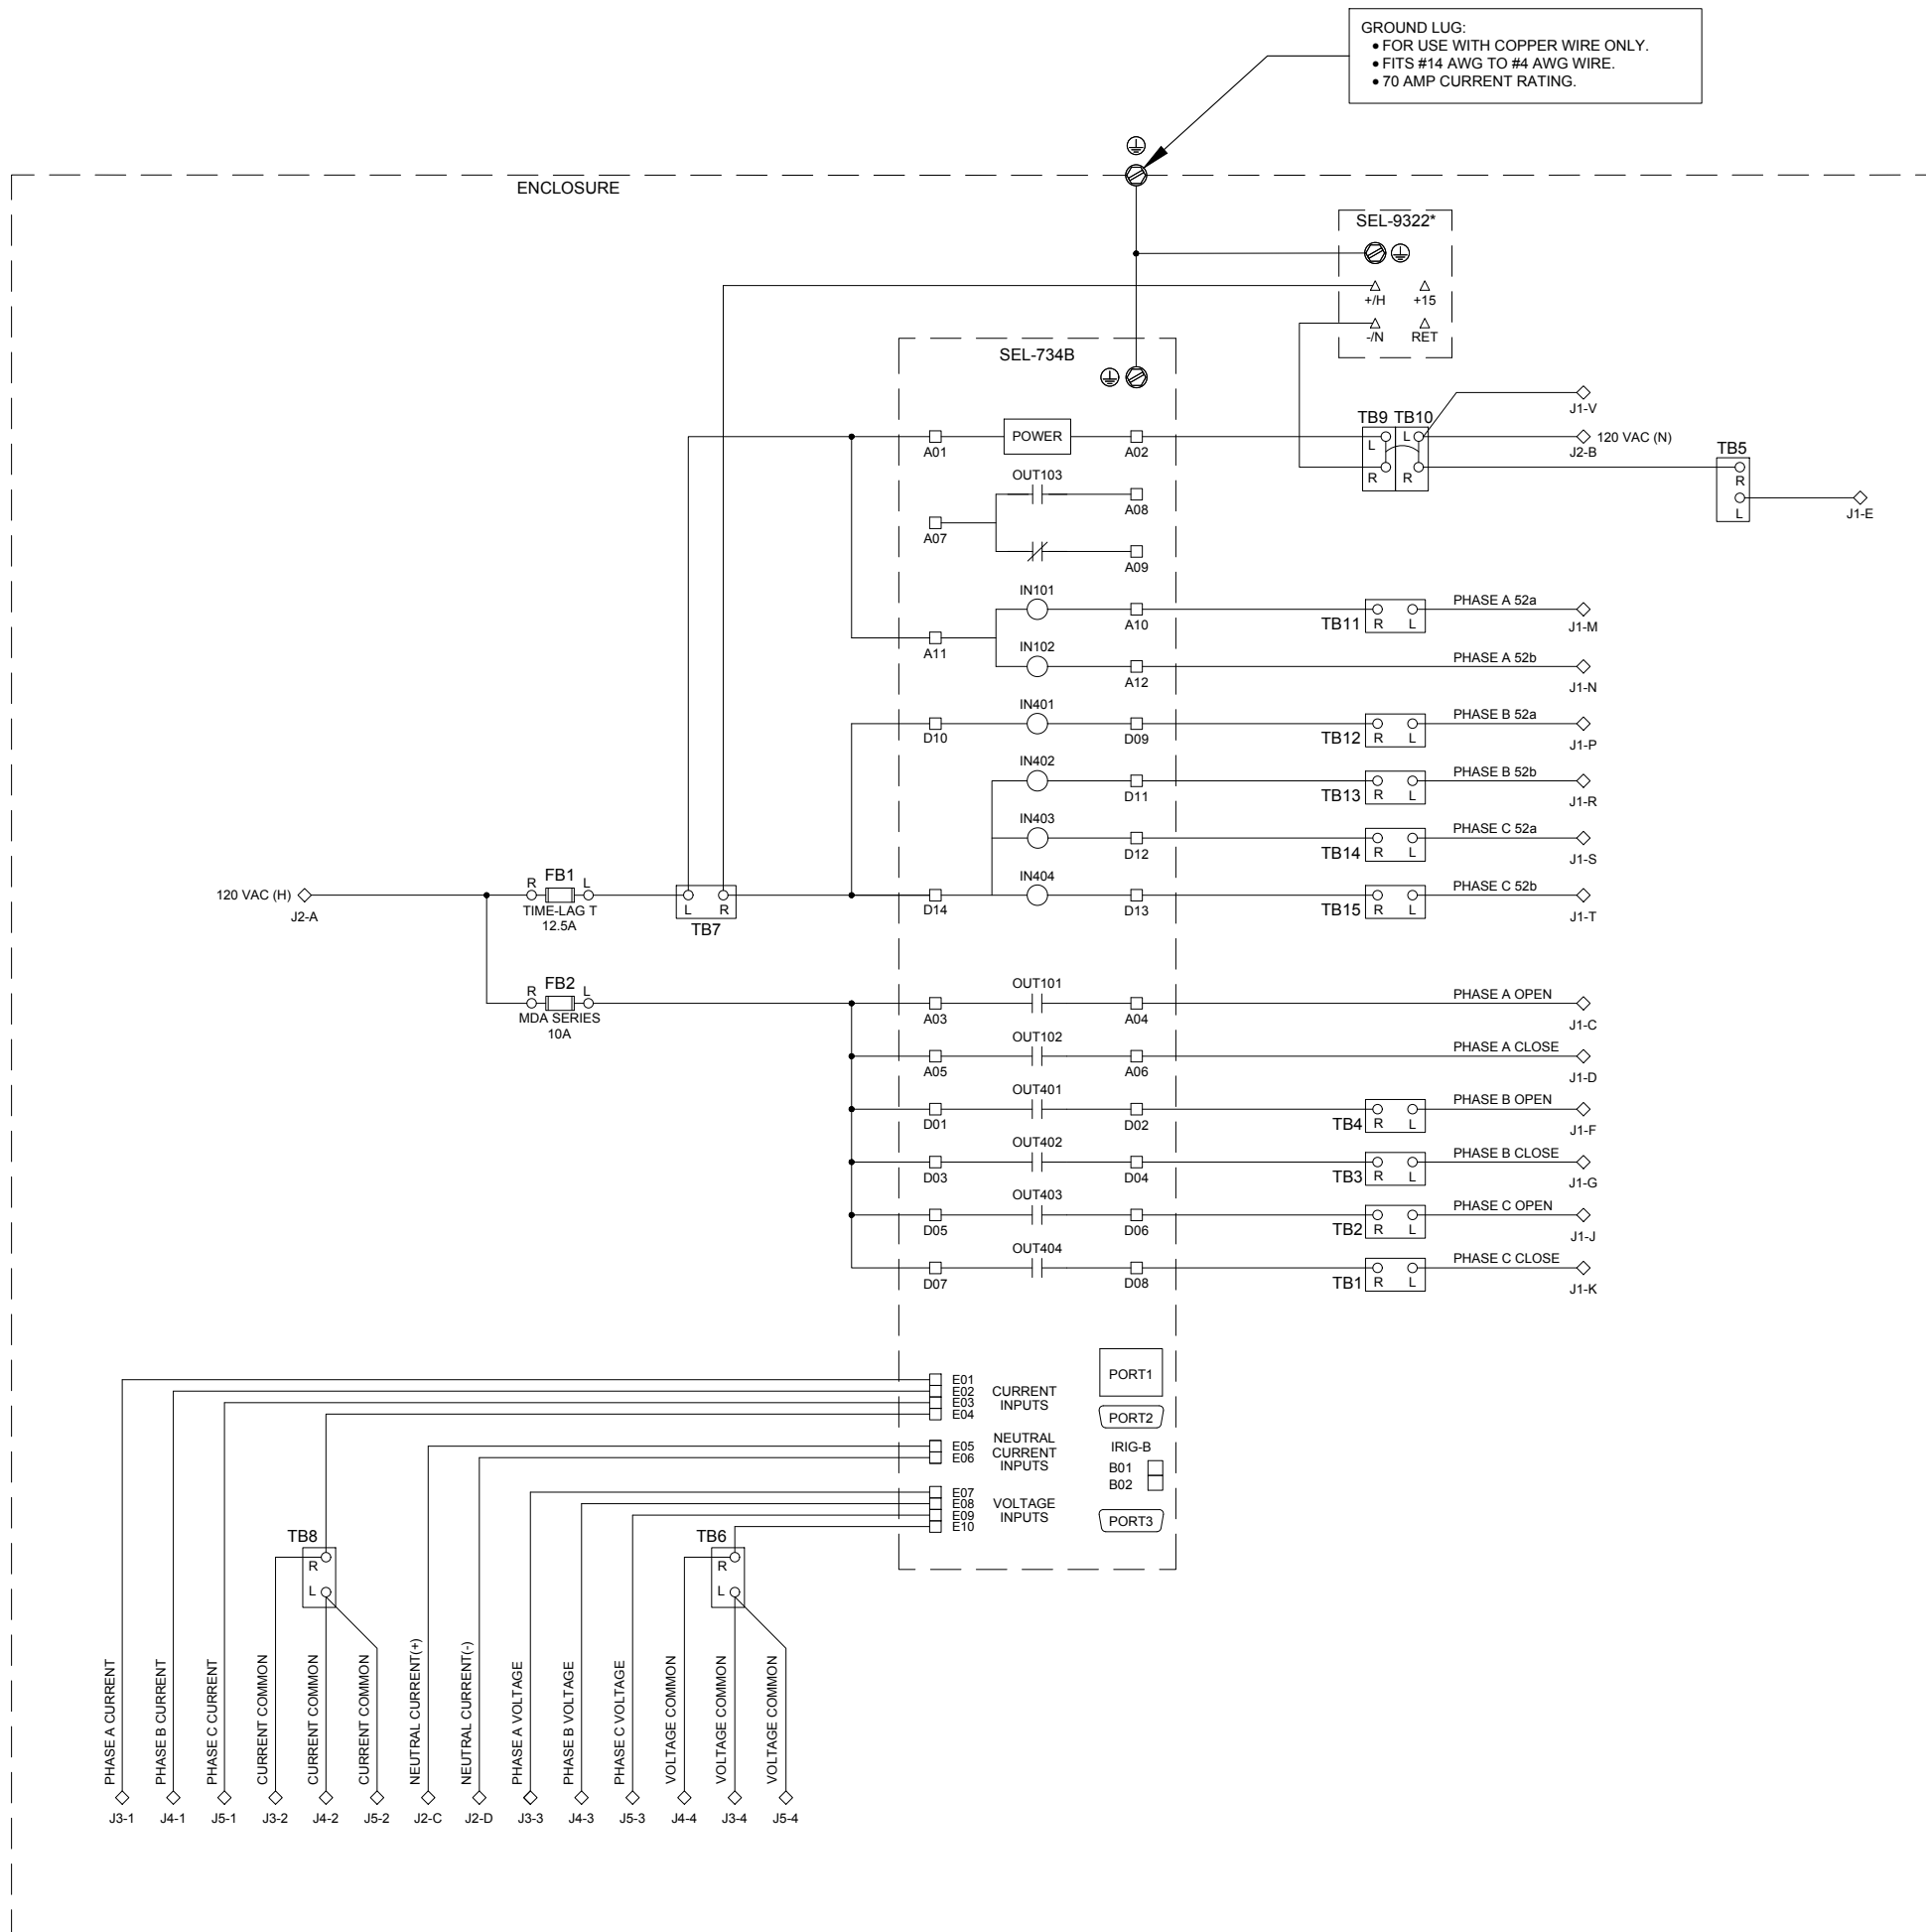 GROUND LUG:
• FOR USE WITH COPPER WIRE ONLY.
• FITS #14 AWG TO #4 AWG WIRE.
• 70 AMP CURRENT RATING.
ENCLOSURE
SEL-9322*
+/H +15
-/N RET
SEL-734B
J1-V
TB9 TB10
A01 POWER A02
L L
120 VAC (N)
J2-B
R R
TB5
R
L
J1-E
OUT103
A08
A07
A09
IN101
A10
TB11 R L
PHASE A 52a
J1-M
A11
IN102
A12
PHASE A 52b
J1-N
IN401
D10 D09
TB12 R L
PHASE B 52a
J1-P
IN402
D11
TB13 R L
PHASE B 52b
J1-R
IN403
D12
TB14 R L
PHASE C 52a
J1-S
120 VAC (H)
J2-A
R FB1 L
TIME-LAG T
12.5A
L R
TB7
D14
IN404
D13
TB15 R L
PHASE C 52b
J1-T
R FB2 L
MDA SERIES
10A
OUT101
A03 A04
PHASE A OPEN
J1-C
OUT102
A05 A06
PHASE A CLOSE
J1-D
OUT401
D01 D02
TB4 R L
PHASE B OPEN
J1-F
OUT402
D03 D04
TB3 R L
PHASE B CLOSE
J1-G
OUT403
D05 D06
TB2 R L
PHASE C OPEN
J1-J
OUT404
D07 D08
TB1 R L
PHASE C CLOSE
J1-K
E01
E02
E03
E04
CURRENT
INPUTS
PORT1
PORT2
E05
E06
NEUTRAL
CURRENT
INPUTS
IRIG-B
B01
B02
E07
E08
E09
E10
VOLTAGE
INPUTS
PORT3
TB8
R
L
TB6
R
L
PHASE A CURRENT
PHASE B CURRENT
PHASE C CURRENT
CURRENT COMMON
CURRENT COMMON
CURRENT COMMON
NEUTRAL CURRENT(+)
NEUTRAL CURRENT(-)
PHASE A VOLTAGE
PHASE B VOLTAGE
PHASE C VOLTAGE
VOLTAGE COMMON
VOLTAGE COMMON
VOLTAGE COMMON
J3-1 J4-1 J5-1 J3-2 J4-2 J5-2 J2-C J2-D J3-3 J4-3 J5-3 J4-4 J3-4 J5-4